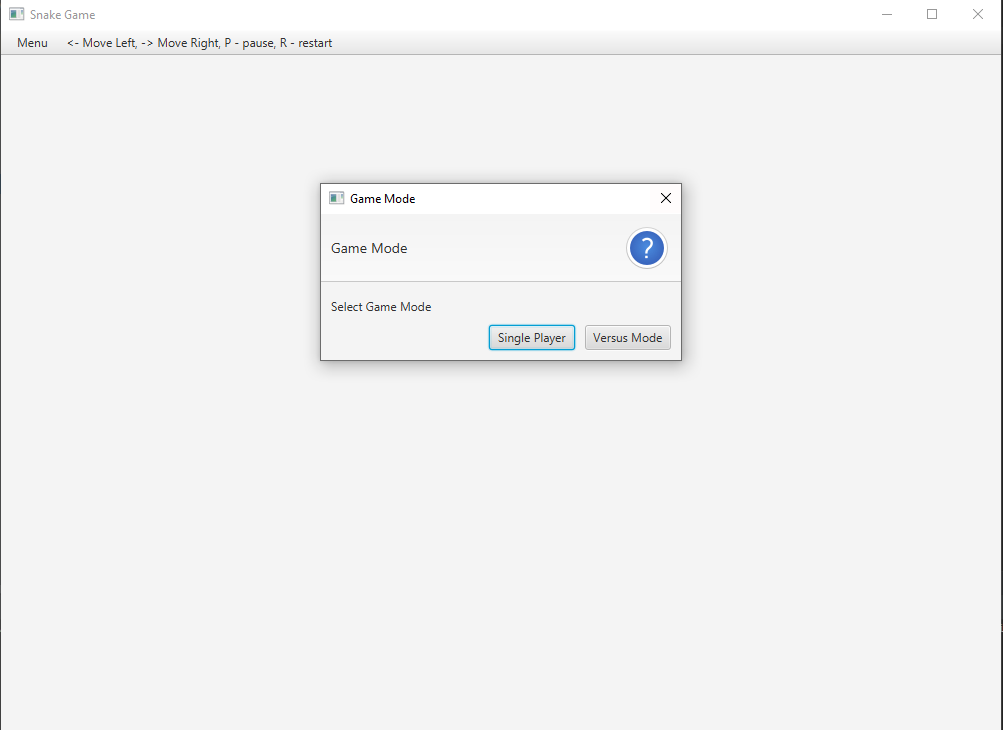 Snake Game
Menu <- Move Left, -> Move Right, P - pause, R - restart
Game Mode
Game Mode
?
Select Game Mode
Single Player Versus Mode